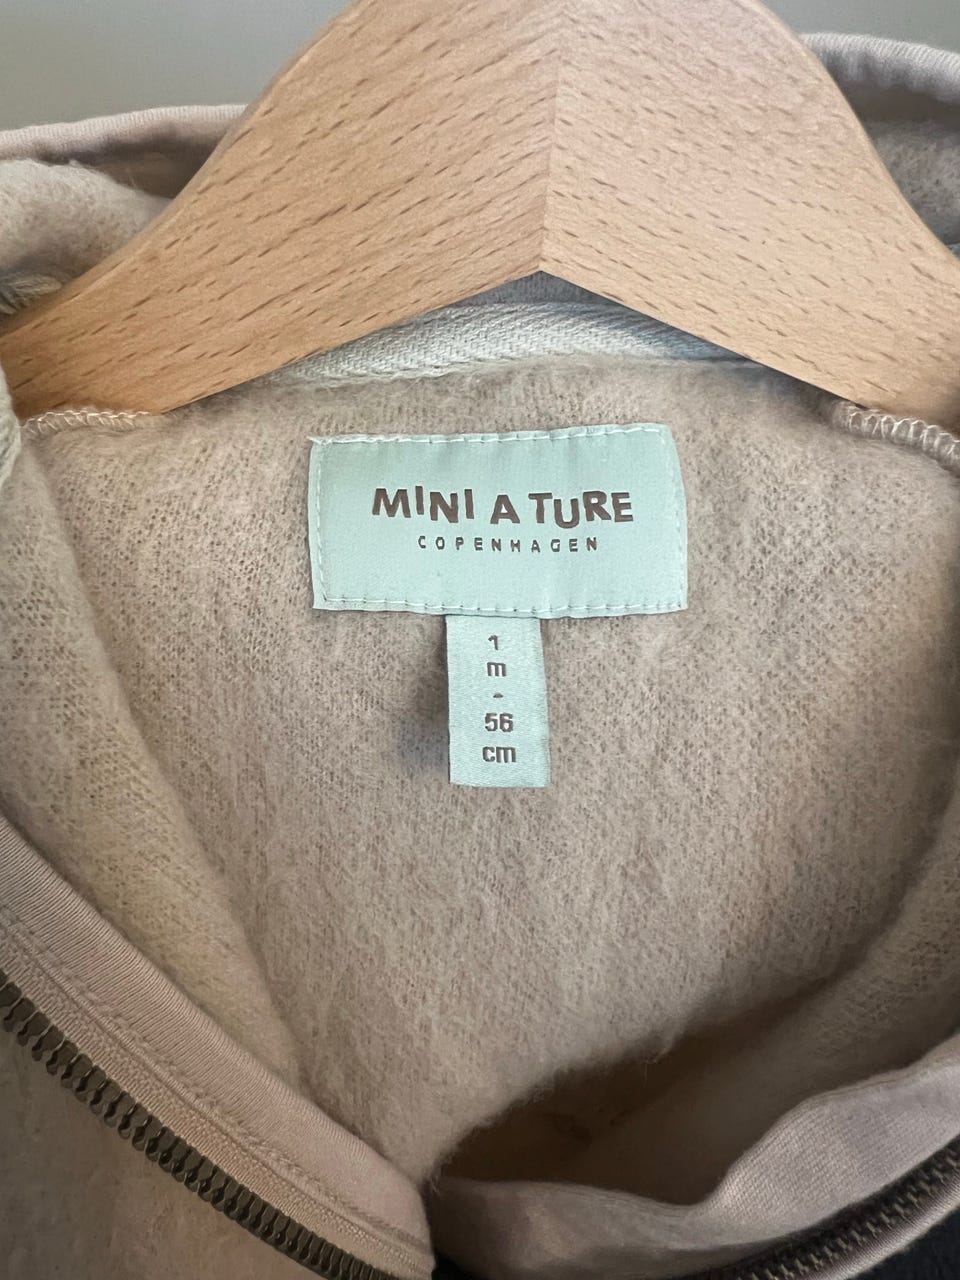 MINI A TURE
COPENHAGEN
1
m
-
56
cm